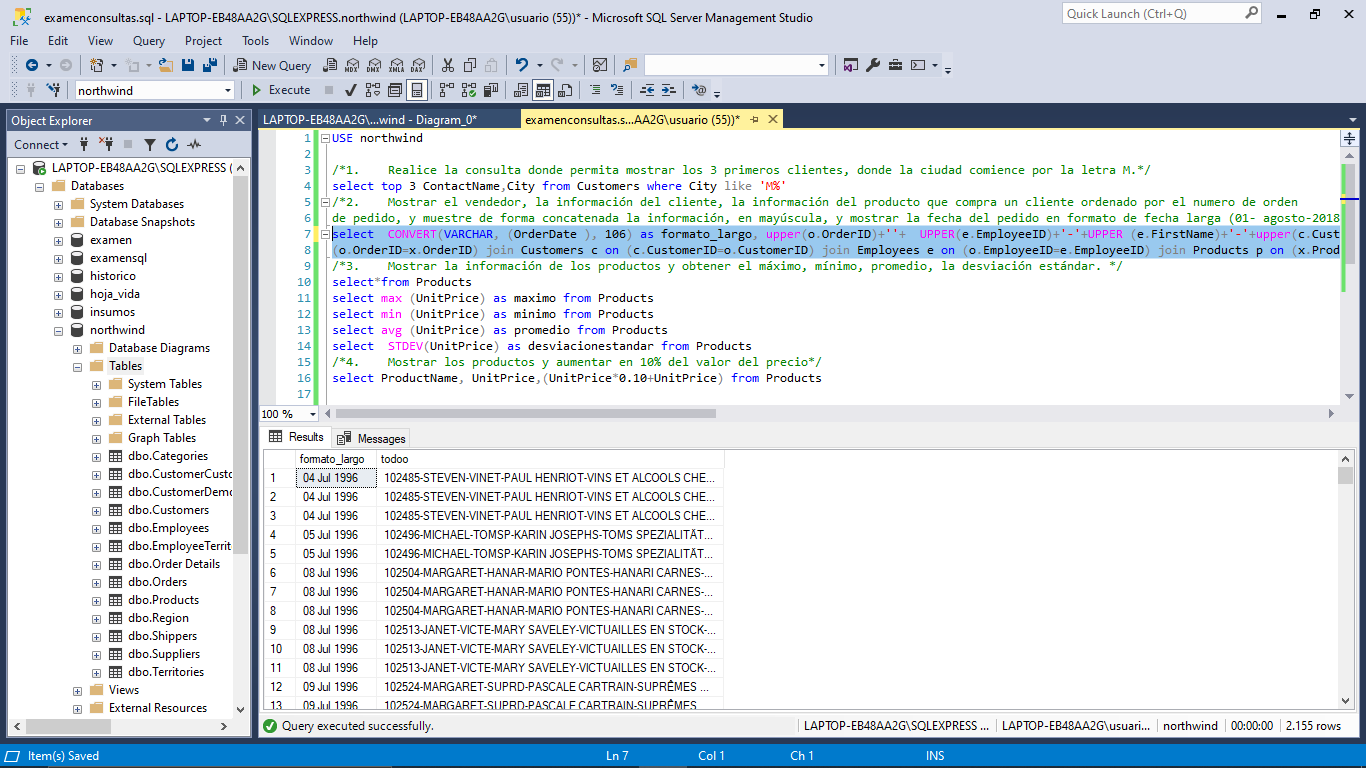 examenconsultas.sql - LAPTOP-EB48AA2G\SQLEXPRESS.northwind (LAPTOP-EB48AA2G\usuario (55))* - Microsoft SQL Server Management Studio
Quick Launch (Ctrl+Q)
File Edit View Query Project Tools Window Help
New Query MDX DMX XMLA DAX
northwind Execute
Object Explorer
Connect
LAPTOP-EB48AA2G\SQLEXPRESS (
Databases
System Databases
Database Snapshots
examen
examensql
historico
hoja_vida
insumos
northwind
Database Diagrams
Tables
System Tables
FileTables
External Tables
Graph Tables
dbo.Categories
dbo.CustomerCustc
dbo.CustomerDemc
dbo.Customers
dbo.Employees
dbo.EmployeeTerrit
dbo.Order Details
dbo.Orders
dbo.Products
dbo.Region
dbo.Shippers
dbo.Suppliers
dbo.Territories
Views
External Resources
LAPTOP-EB48AA2G\...wind - Diagram_0* examenconsultas.s...AA2G\usuario (55))*
1 USE northwind
2
3 /*1. Realice la consulta donde permita mostrar los 3 primeros clientes, donde la ciudad comience por la letra M.*/
4 select top 3 ContactName,City from Customers where City like 'M%'
5 /*2. Mostrar el vendedor, la información del cliente, la información del producto que compra un cliente ordenado por el numero de orden
6 de pedido, y muestre de forma concatenada la información, en mayúscula, y mostrar la fecha del pedido en formato de fecha larga (01- agosto-2018
7 select CONVERT(VARCHAR, (OrderDate ), 106) as formato_largo, upper(o.OrderID)+''+ UPPER(e.EmployeeID)+'-'+UPPER (e.FirstName)+'-'+upper(c.Cust
8 (o.OrderID=x.OrderID) join Customers c on (c.CustomerID=o.CustomerID) join Employees e on (o.EmployeeID=e.EmployeeID) join Products p on (x.Prod
9 /*3. Mostrar la información de los productos y obtener el máximo, mínimo, promedio, la desviación estándar. */
10 select*from Products
11 select max (UnitPrice) as maximo from Products
12 select min (UnitPrice) as minimo from Products
13 select avg (UnitPrice) as promedio from Products
14 select STDEV(UnitPrice) as desviacionestandar from Products
15 /*4. Mostrar los productos y aumentar en 10% del valor del precio*/
16 select ProductName, UnitPrice,(UnitPrice*0.10+UnitPrice) from Products
17
100 %
Results Messages
formato_largo todoo
1 04 Jul 1996 102485-STEVEN-VINET-PAUL HENRIOT-VINS ET ALCOOLS CHE...
2 04 Jul 1996 102485-STEVEN-VINET-PAUL HENRIOT-VINS ET ALCOOLS CHE...
3 04 Jul 1996 102485-STEVEN-VINET-PAUL HENRIOT-VINS ET ALCOOLS CHE...
4 05 Jul 1996 102496-MICHAEL-TOMSP-KARIN JOSEPHS-TOMS SPEZIALITÄT...
5 05 Jul 1996 102496-MICHAEL-TOMSP-KARIN JOSEPHS-TOMS SPEZIALITÄT...
6 08 Jul 1996 102504-MARGARET-HANAR-MARIO PONTES-HANARI CARNES-...
7 08 Jul 1996 102504-MARGARET-HANAR-MARIO PONTES-HANARI CARNES-...
8 08 Jul 1996 102504-MARGARET-HANAR-MARIO PONTES-HANARI CARNES-...
9 08 Jul 1996 102513-JANET-VICTE-MARY SAVELEY-VICTUAILLES EN STOCK-...
10 08 Jul 1996 102513-JANET-VICTE-MARY SAVELEY-VICTUAILLES EN STOCK-...
11 08 Jul 1996 102513-JANET-VICTE-MARY SAVELEY-VICTUAILLES EN STOCK-...
12 09 Jul 1996 102524-MARGARET-SUPRD-PASCALE CARTRAIN-SUPRÊMES ...
13 09 Jul 1996 102524-MARGARET-SUPRD-PASCALE CARTRAIN-SUPRÊMES
Query executed successfully. LAPTOP-EB48AA2G\SQLEXPRESS ... LAPTOP-EB48AA2G\usuari... northwind 00:00:00 2.155 rows
Item(s) Saved Ln 7 Col 1 Ch 1 INS